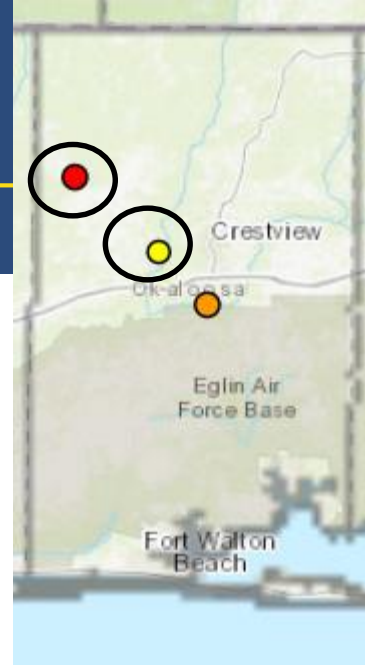 Crestview
Okaloosa
Eglin Air
Force Base
Fort Walton
Beach